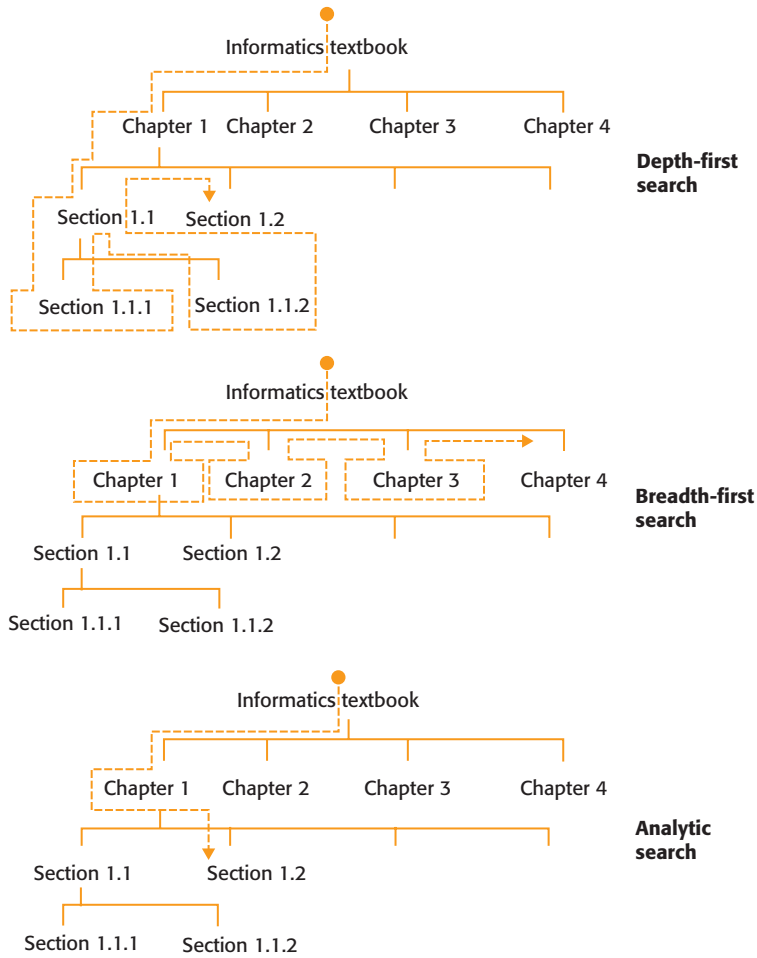 Informatics textbook
Chapter 1 Chapter 2 Chapter 3 Chapter 4
Depth-first
search
Section 1.1 Section 1.2
Section 1.1.1 Section 1.1.2
Informatics textbook
Chapter 1 Chapter 2 Chapter 3 Chapter 4
Breadth-first
search
Section 1.1 Section 1.2
Section 1.1.1 Section 1.1.2
Informatics textbook
Chapter 1 Chapter 2 Chapter 3 Chapter 4
Analytic
search
Section 1.1 Section 1.2
Section 1.1.1 Section 1.1.2